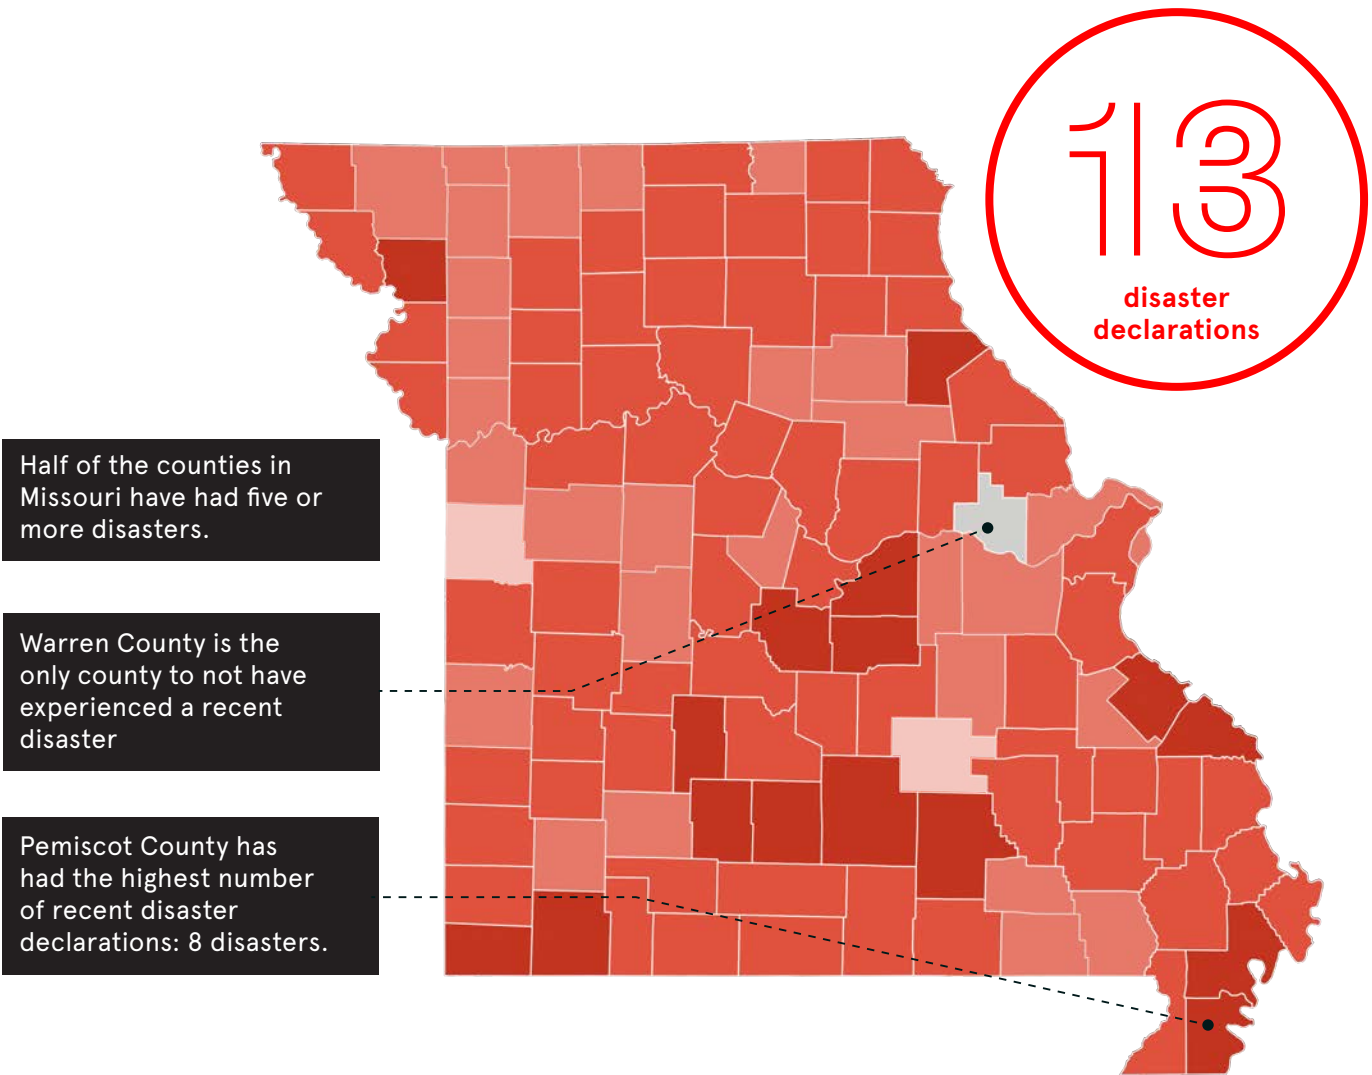 13
disaster
declarations
Half of the counties in
Missouri have had five or
more disasters.
Warren County is the
only county to not have
experienced a recent
disaster
Pemiscot County has
had the highest number
of recent disaster
declarations: 8 disasters.